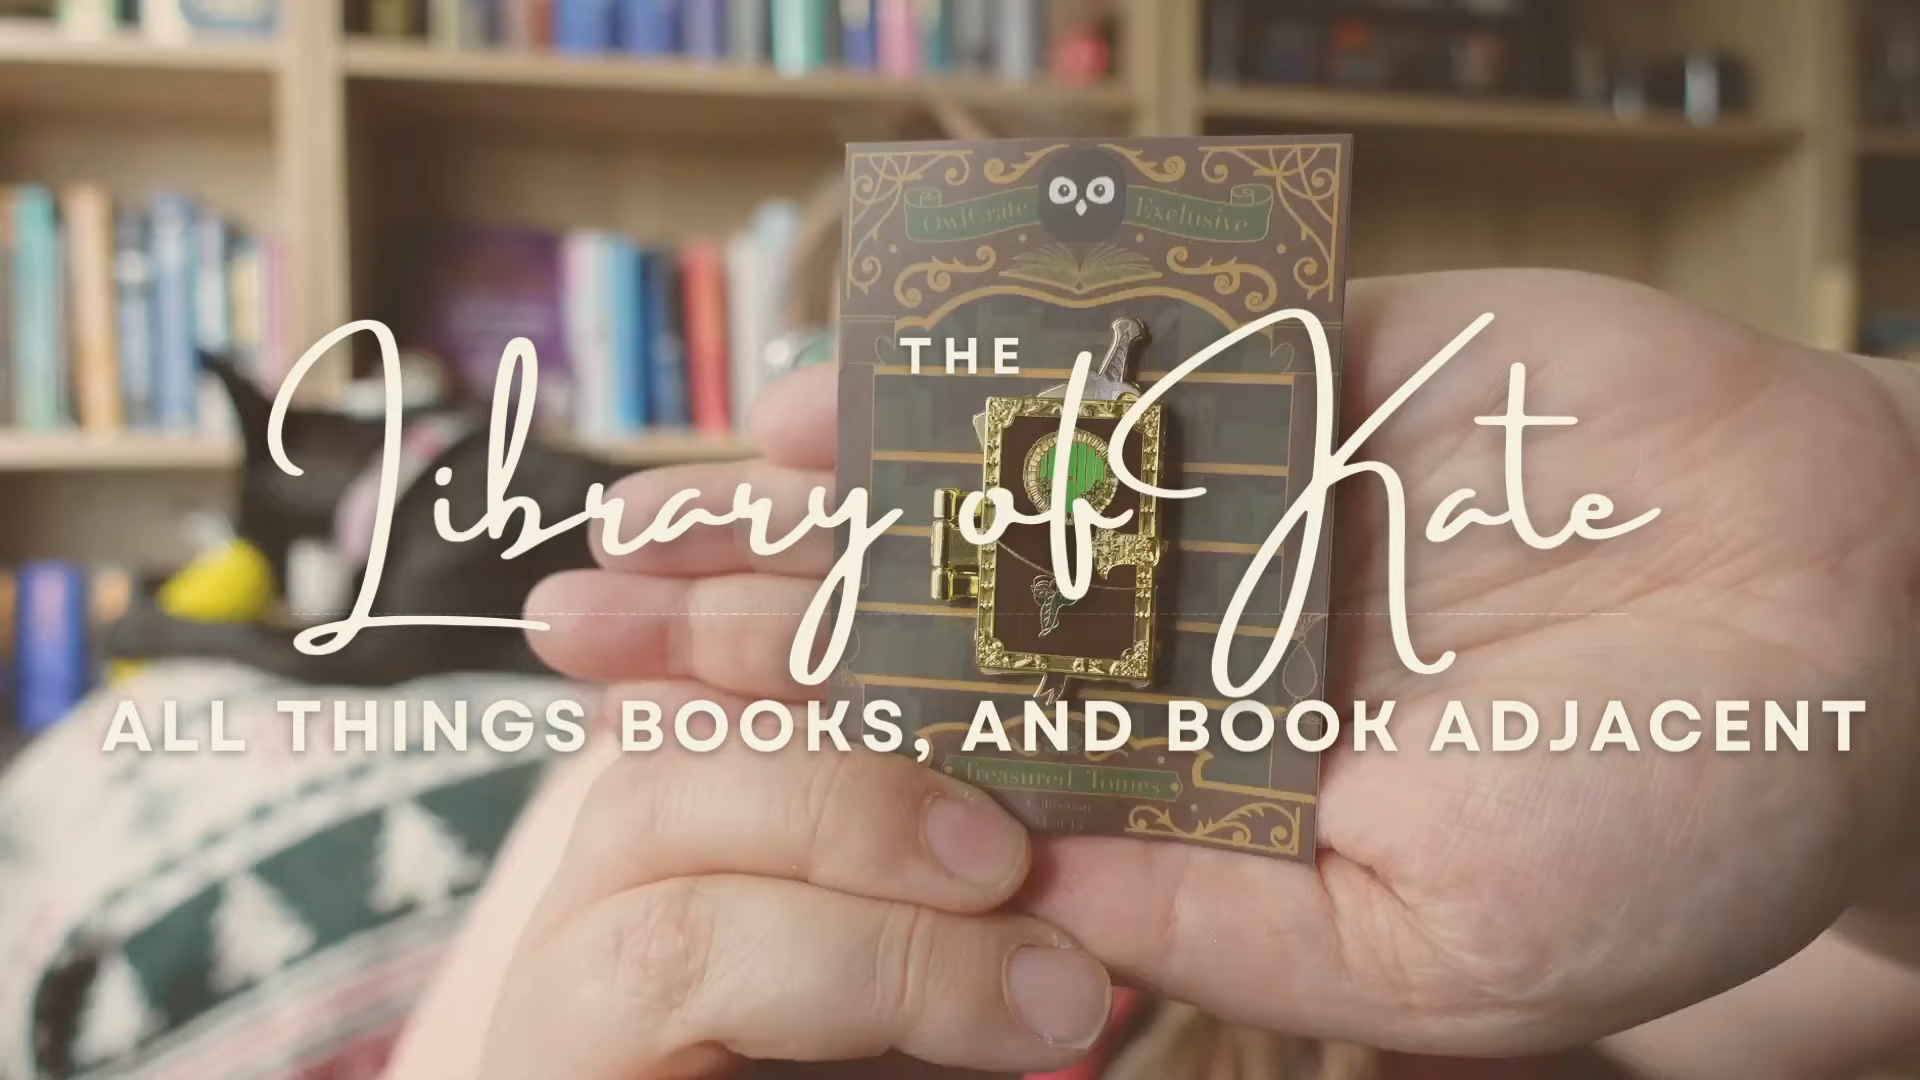 OwlCrate Exclusive
THE
Library of Kate
ALL THINGS BOOKS, AND BOOK ADJACENT
Treasured Tomes